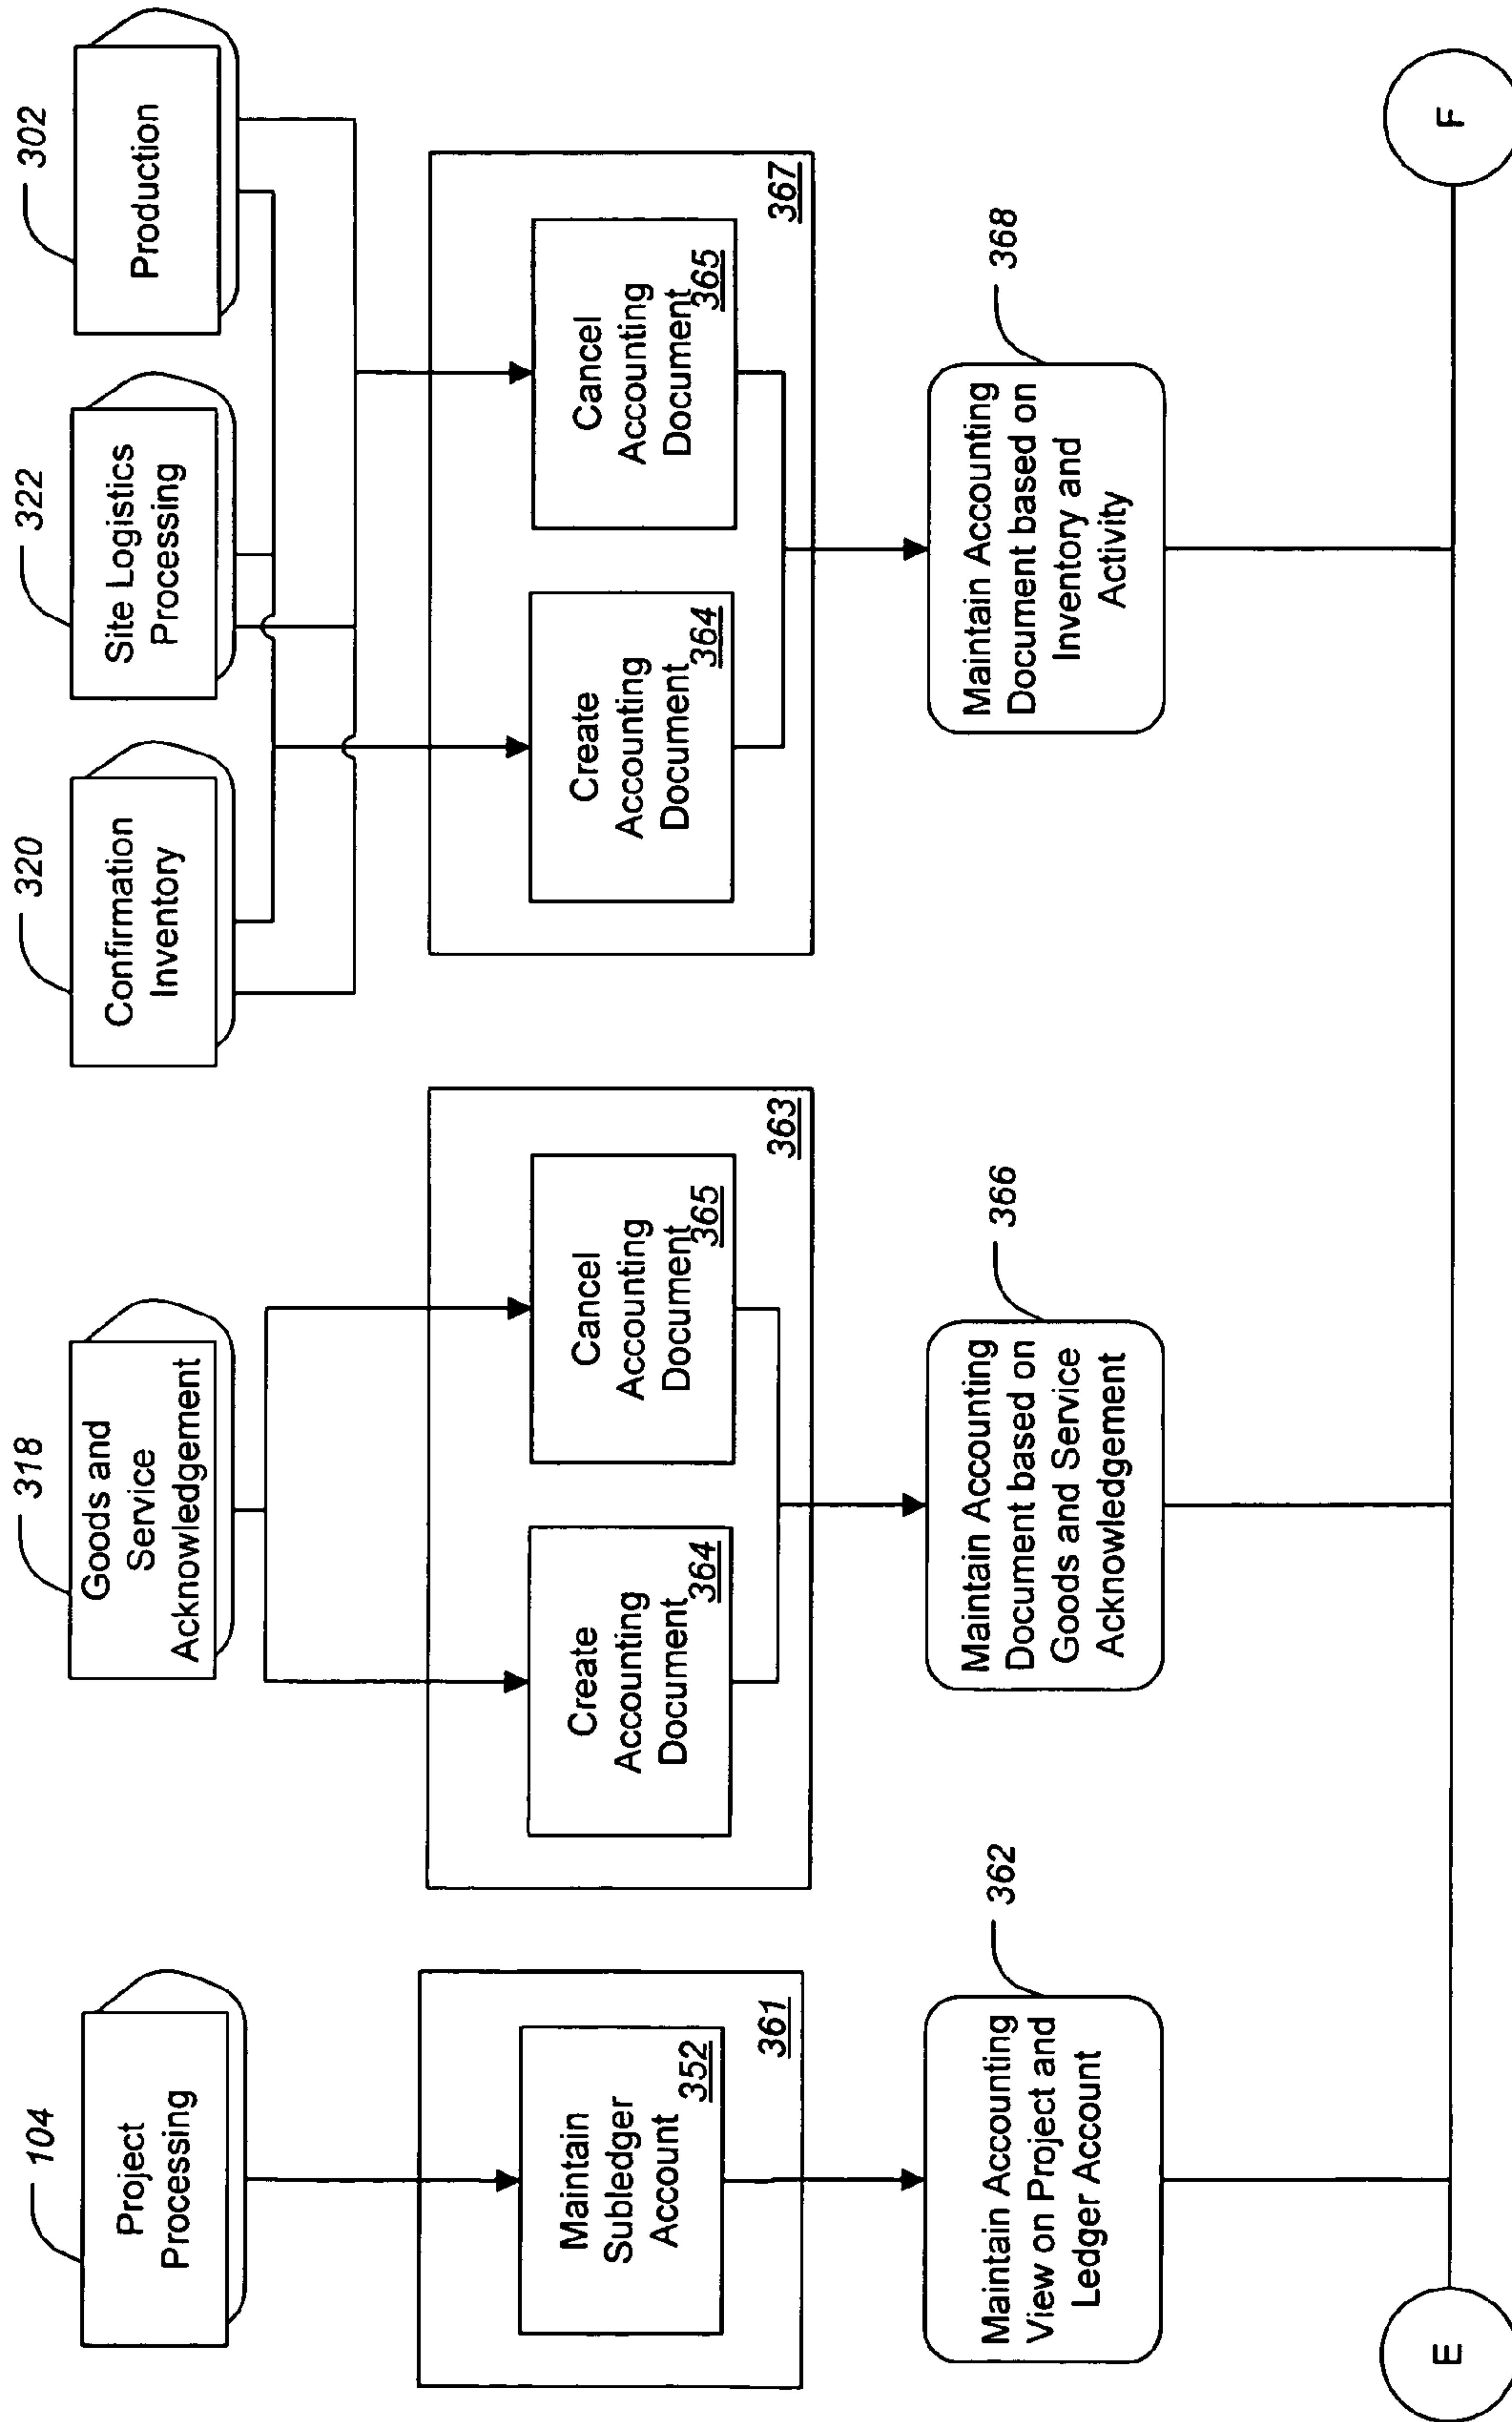 104
Project
Processing
318
Goods and
Service
Acknowledgement
320
Confirmation
Inventory
322
Site Logistics
Processing
302
Production
Maintain
Subledger
Account
352
361
Create
Accounting
Document
364
Cancel
Accounting
Document
365
363
Create
Accounting
Document
364
Cancel
Accounting
Document
365
367
Maintain Accounting
View on Project and
Ledger Account
362
Maintain Accounting
Document based on
Goods and Service
Acknowledgement
366
Maintain Accounting
Document based on
Inventory and
Activity
368
E
F